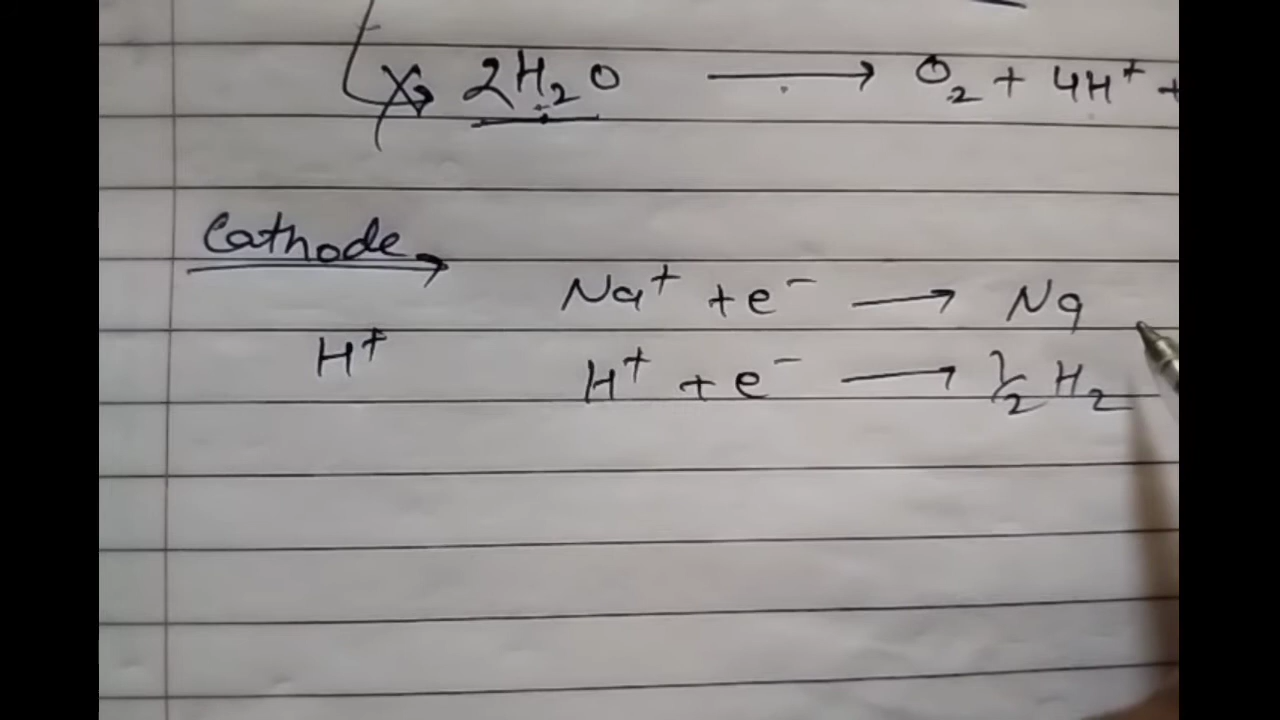 2H₂O ⟶ O₂ + 4H⁺ +
Cathode →
Na⁺ + e⁻ ⟶ Na
H⁺ H⁺ + e⁻ ⟶ ½ H₂